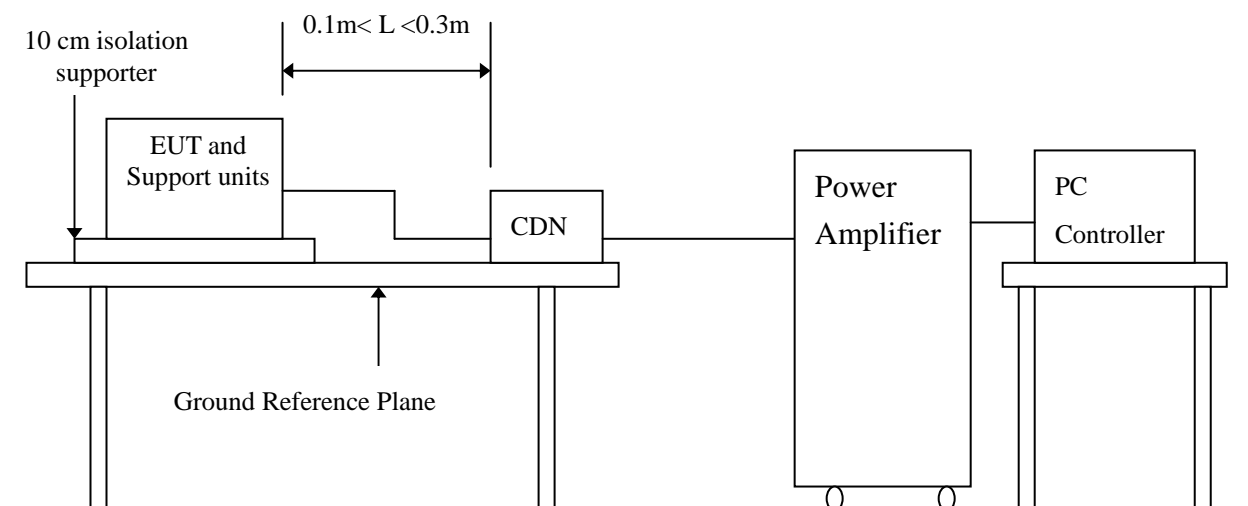 0.1m< L <0.3m
10 cm isolation
supporter
EUT and
Support units
CDN
Power
Amplifier
PC
Controller
Ground Reference Plane